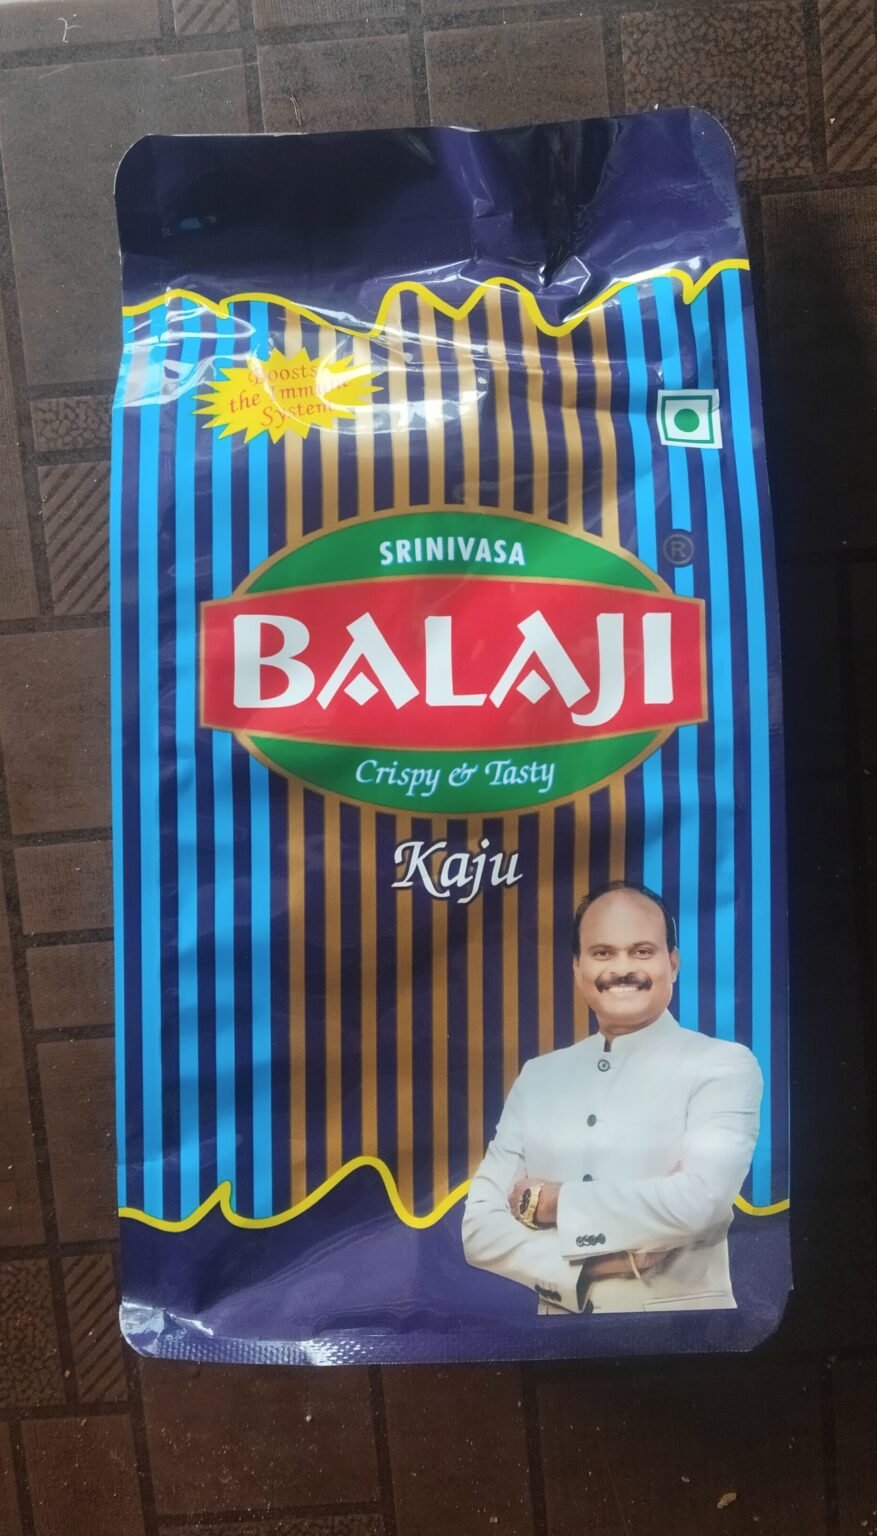 Boosts
the Immune
System
SRINIVASA
®
BALAJI
Crispy & Tasty
Kaju